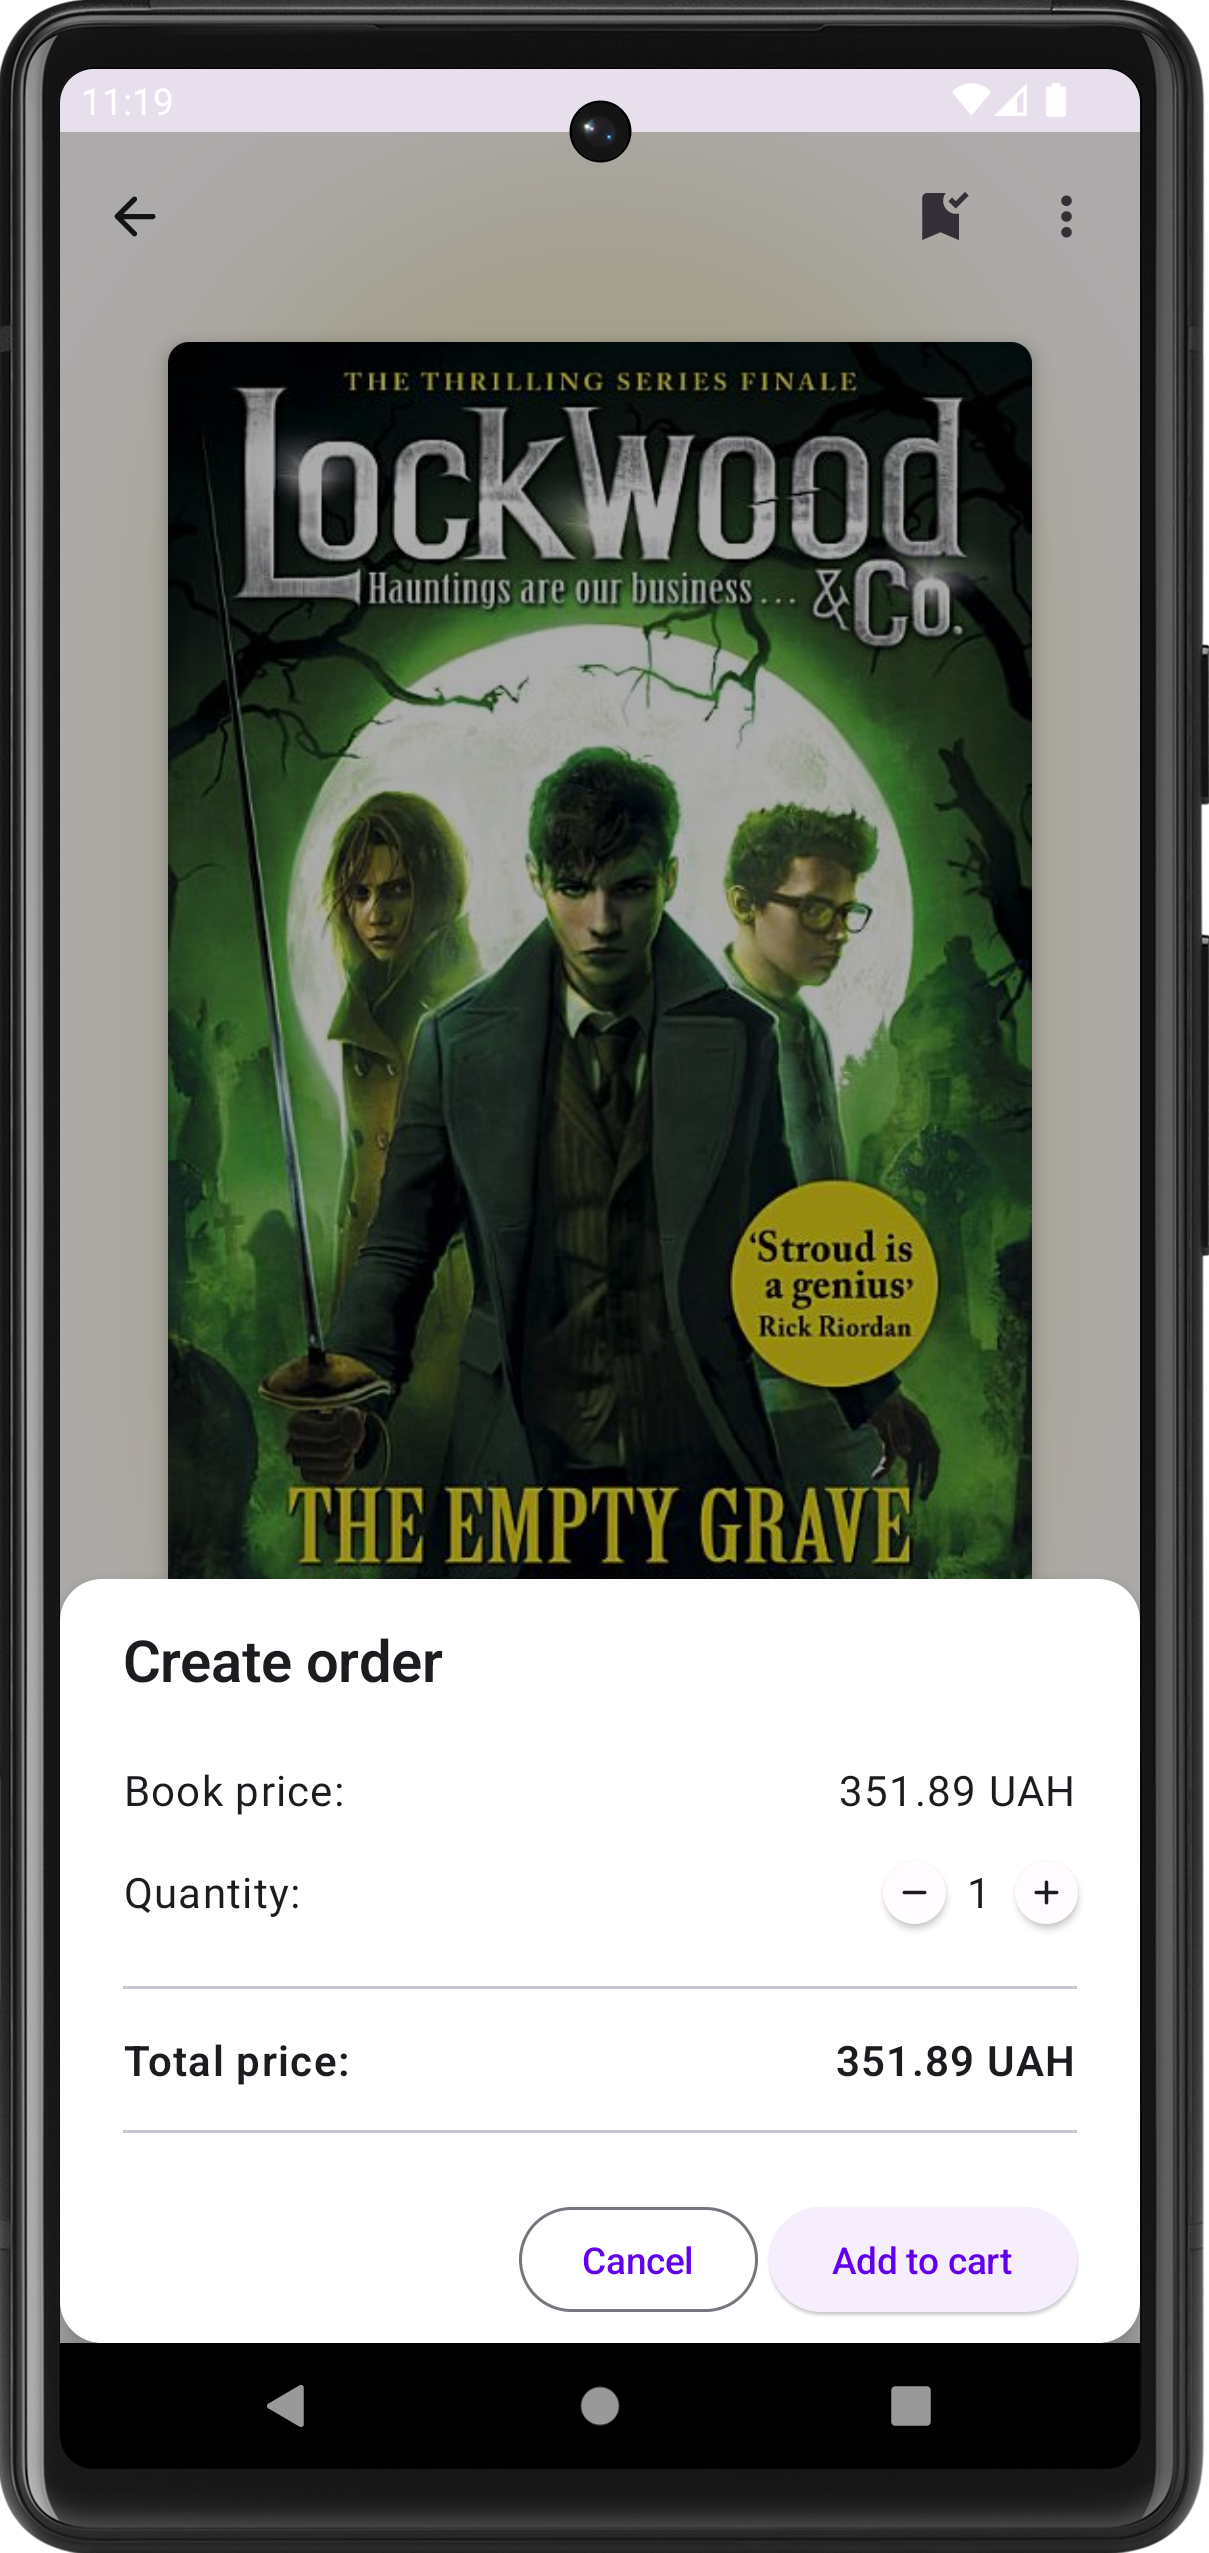 11:19
THE THRILLING SERIES FINALE
Lockwood
Hauntings are our business... &Co.
‘Stroud is
a genius’
Rick Riordan
THE EMPTY GRAVE
Create order
Book price: 351.89 UAH
Quantity: − 1 +
Total price: 351.89 UAH
Cancel Add to cart